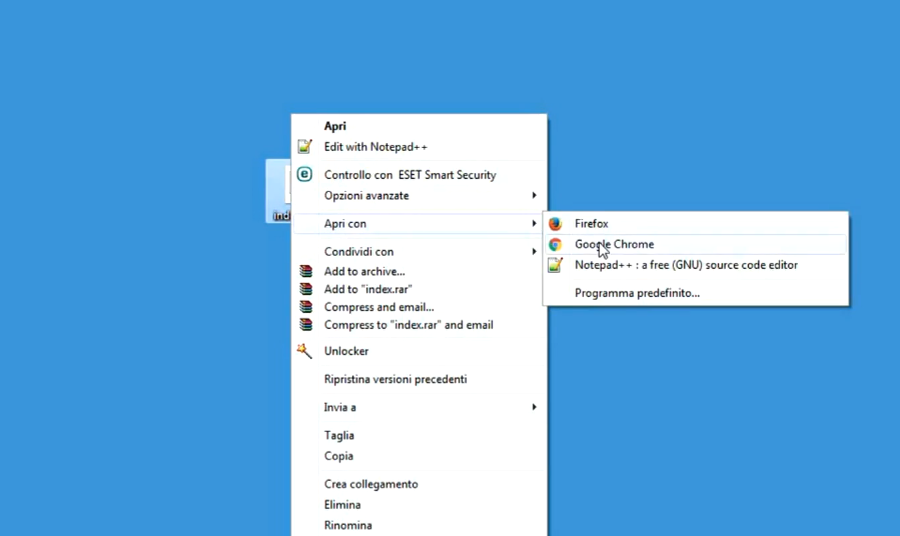 Apri
Edit with Notepad++
Controllo con ESET Smart Security
Opzioni avanzate
ind
Apri con
Condividi con
Add to archive...
Add to "index.rar"
Compress and email...
Compress to "index.rar" and email
Unlocker
Ripristina versioni precedenti
Invia a
Taglia
Copia
Crea collegamento
Elimina
Rinomina
Firefox
Google Chrome
Notepad++ : a free (GNU) source code editor
Programma predefinito...